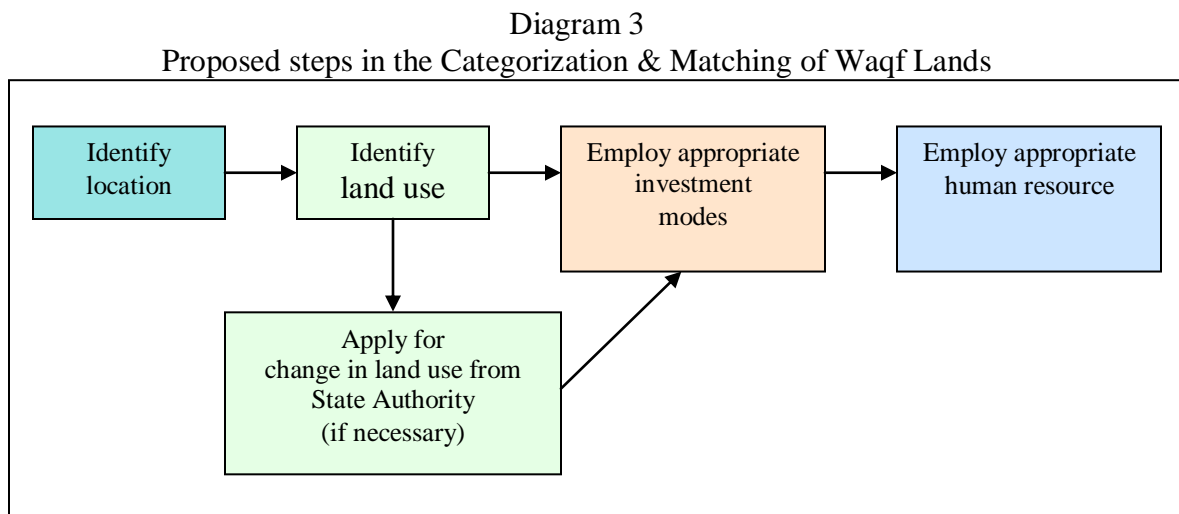 Diagram 3
Proposed steps in the Categorization & Matching of Waqf Lands
Identify
location
Identify
land use
Employ appropriate
investment
modes
Employ appropriate
human resource
Apply for
change in land use from
State Authority
(if necessary)